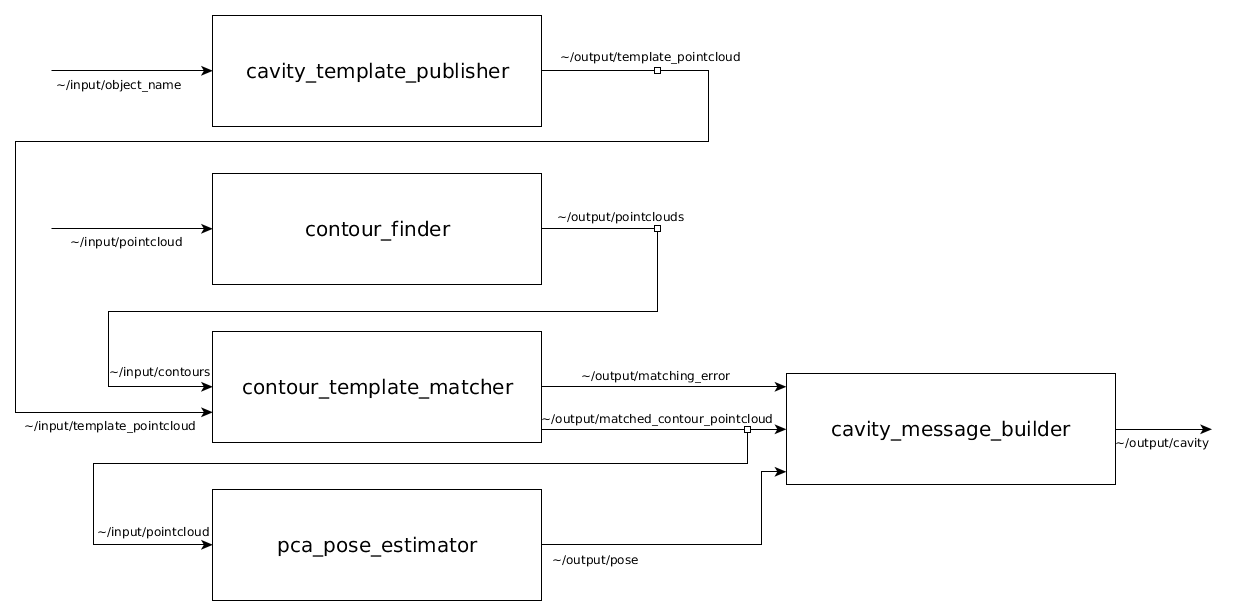 ~/output/template_pointcloud
cavity_template_publisher
~/input/object_name
~/output/pointclouds
contour_finder
~/input/pointcloud
~/input/contours
~/output/matching_error
contour_template_matcher
~/output/matched_contour_pointcloud
~/input/template_pointcloud
cavity_message_builder
~/output/cavity
~/input/pointcloud
pca_pose_estimator
~/output/pose